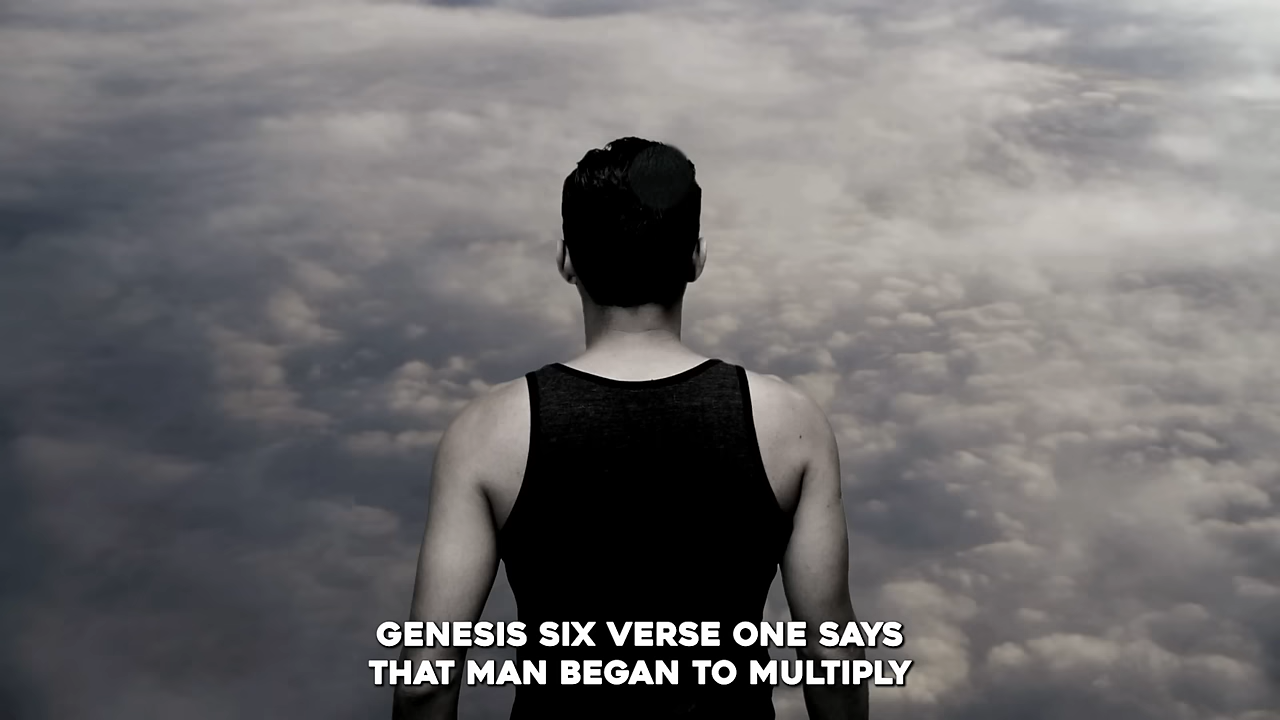 GENESIS SIX VERSE ONE SAYS
THAT MAN BEGAN TO MULTIPLY